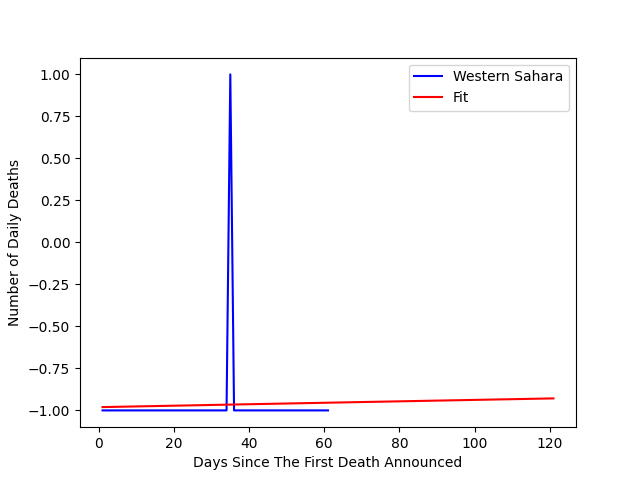 Western Sahara
Fit
1.00
0.75
0.50
0.25
0.00
−0.25
−0.50
−0.75
−1.00
Number of Daily Deaths
0 20 40 60 80 100 120
Days Since The First Death Announced